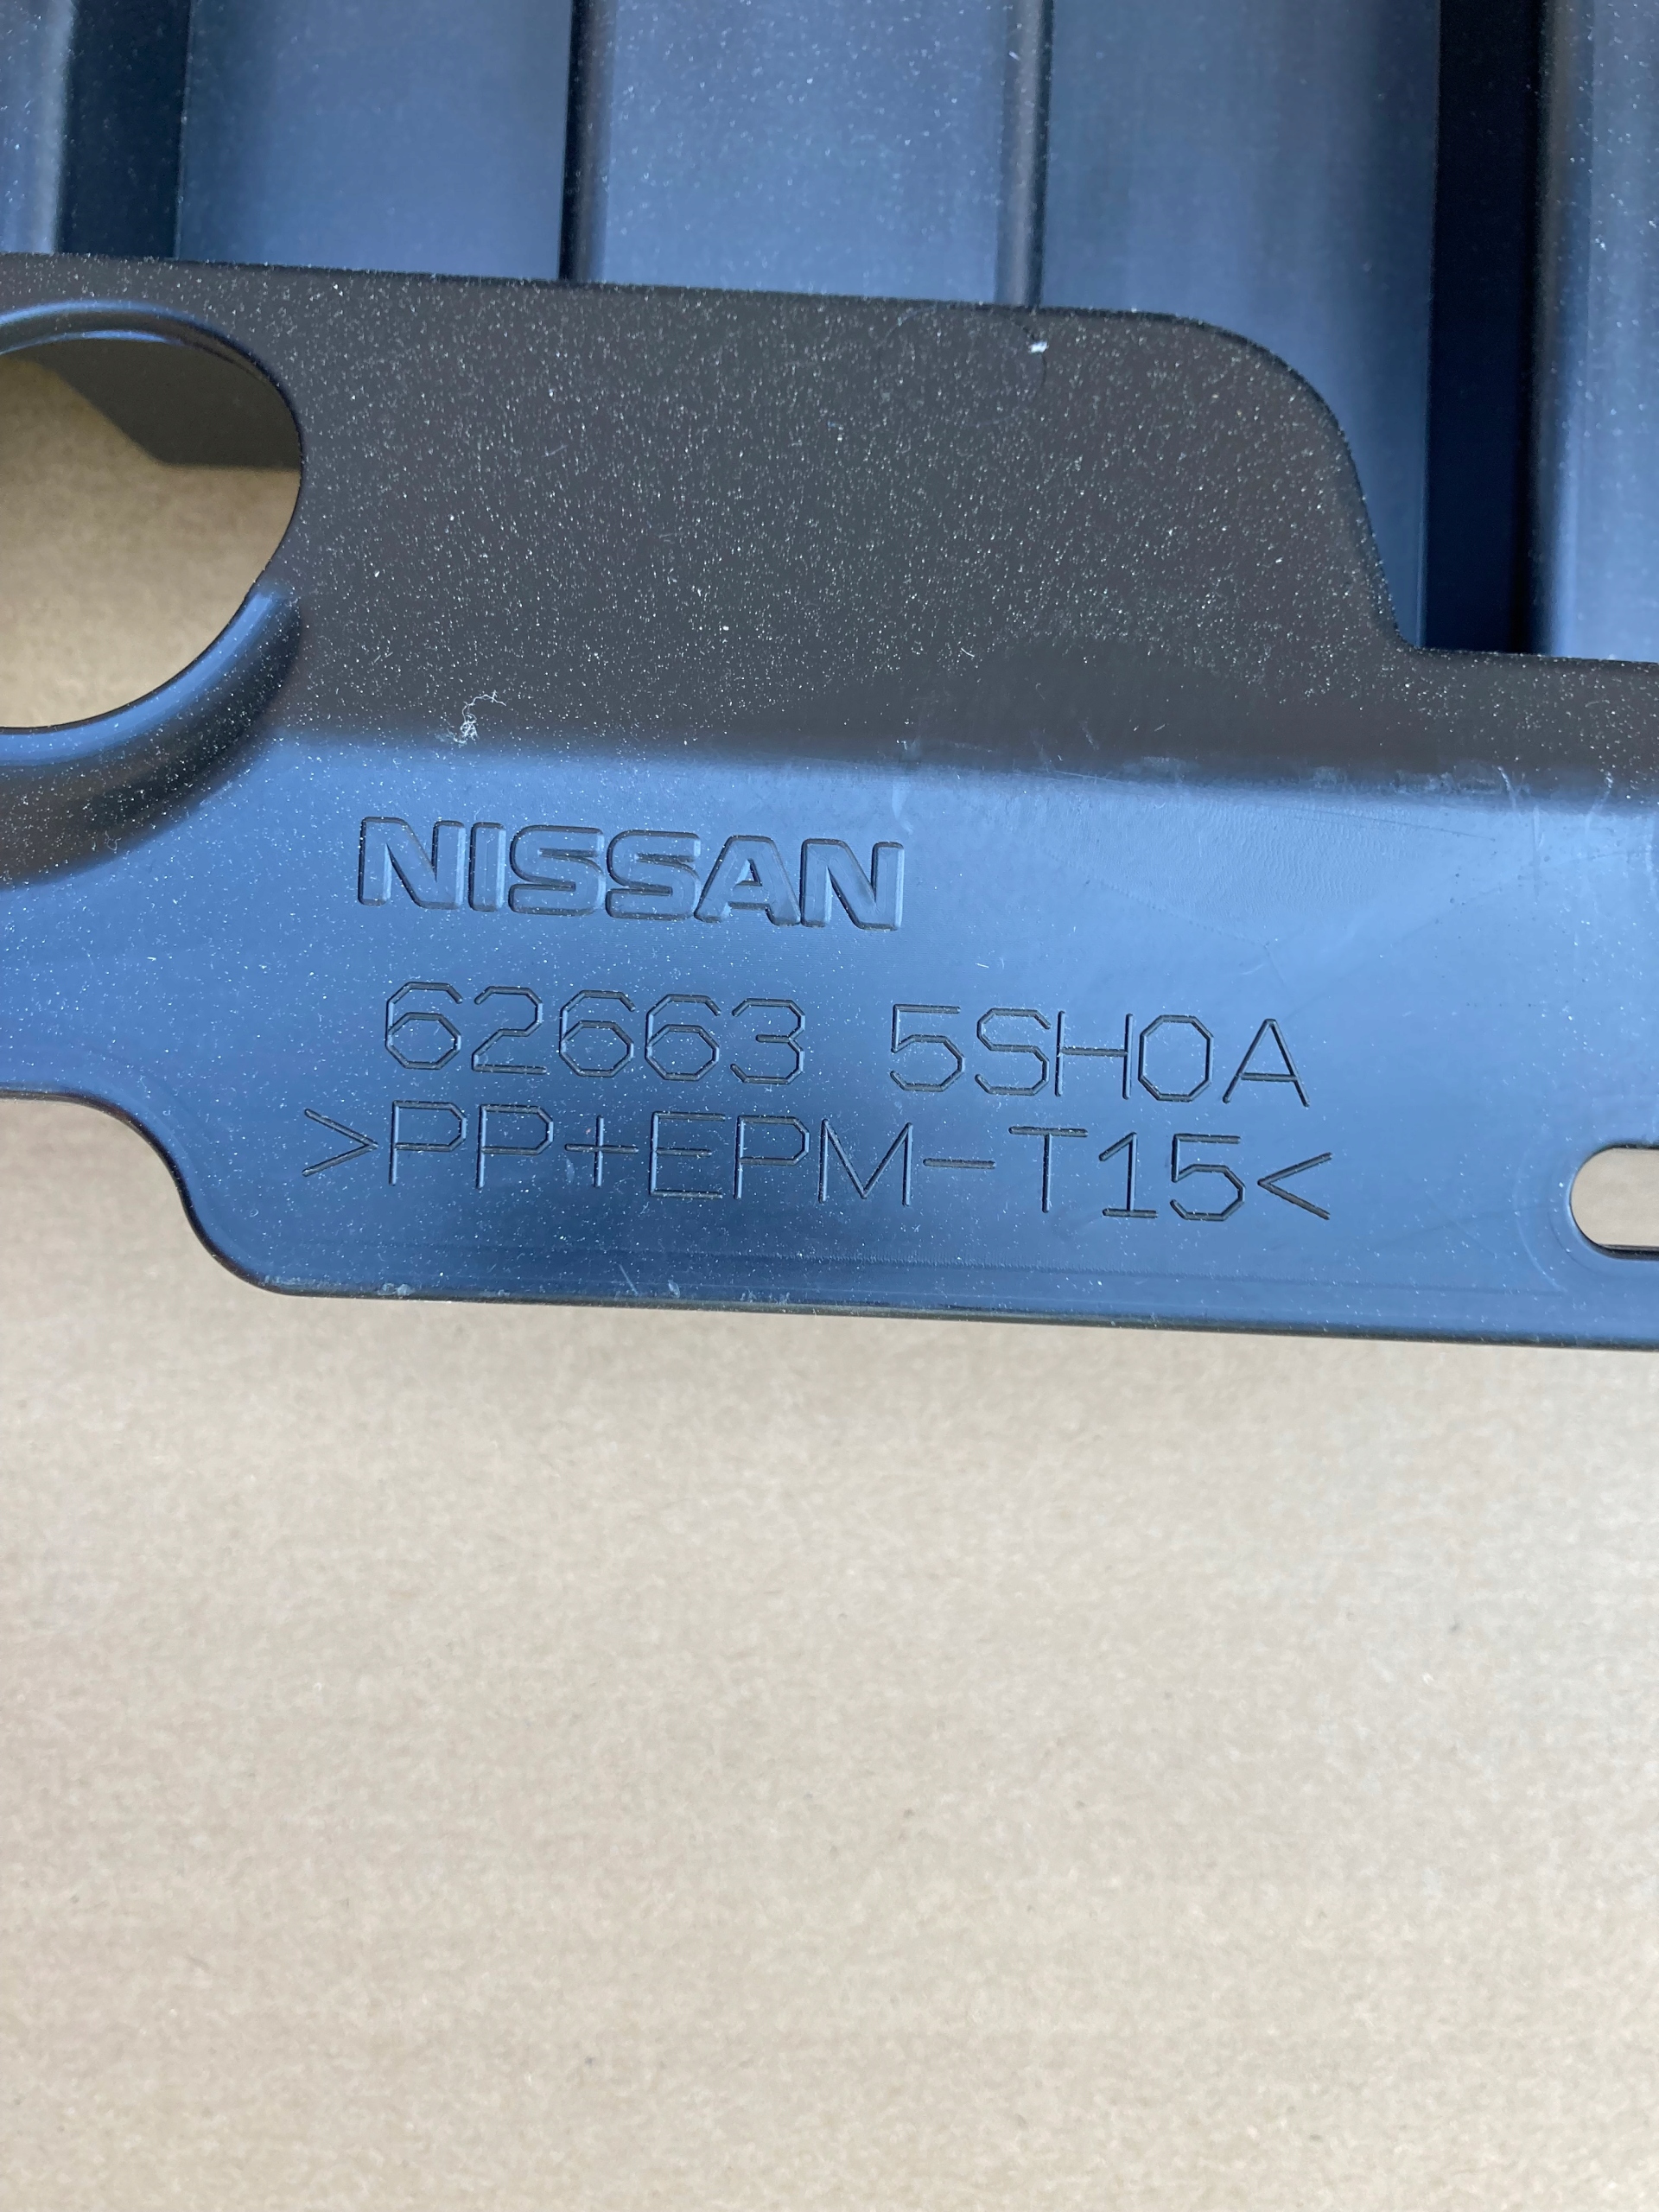 NISSAN
62663 5SH0A
>PP+EPM-T15<